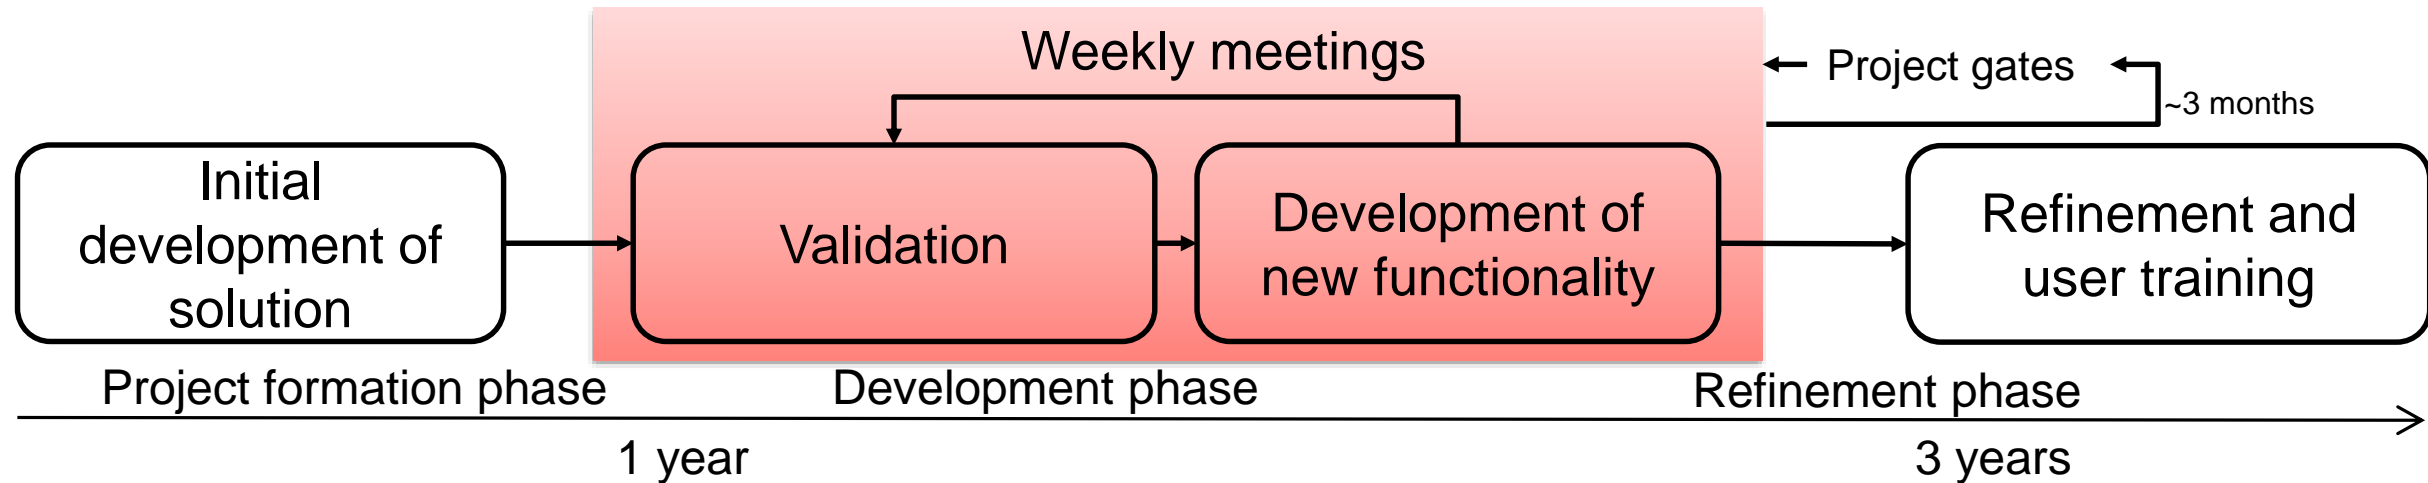 Weekly meetings
Project gates
~3 months
Initial
development of
solution
Validation
Development of
new functionality
Refinement and
user training
Project formation phase
Development phase
Refinement phase
1 year
3 years